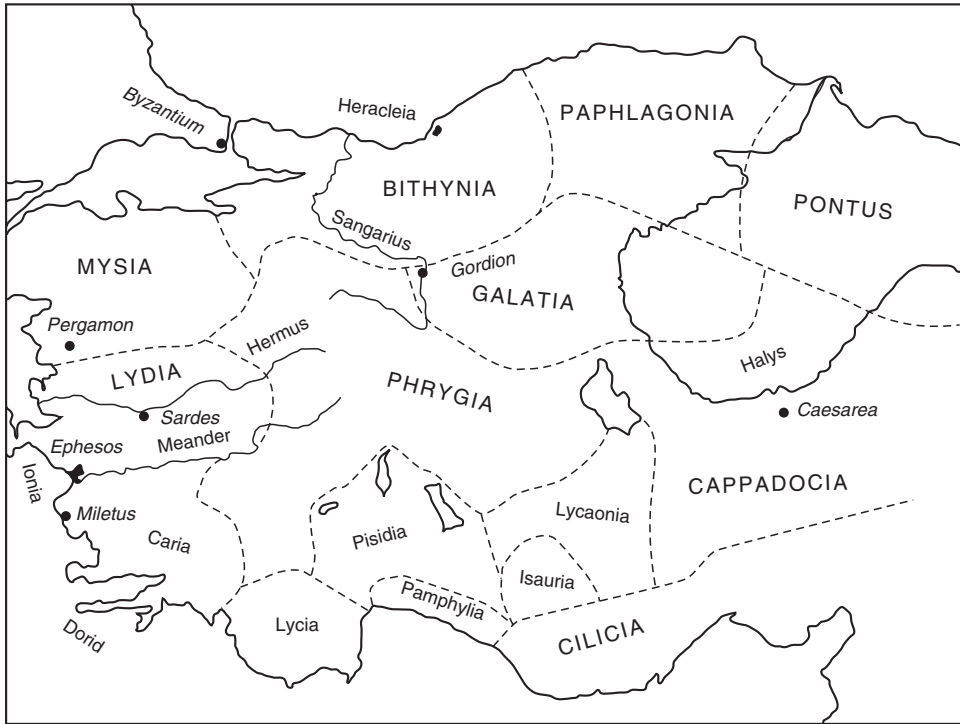 Byzantium
Heracleia
PAPHLAGONIA
BITHYNIA
PONTUS
Sangarius
MYSIA
Gordion
GALATIA
Pergamon
Hermus
Halys
LYDIA
PHRYGIA
Sardes
Caesarea
Meander
Ephesos
Ionia
CAPPADOCIA
Miletus
Lycaonia
Caria
Pisidia
Isauria
Pamphylia
Lycia
Dorid
CILICIA